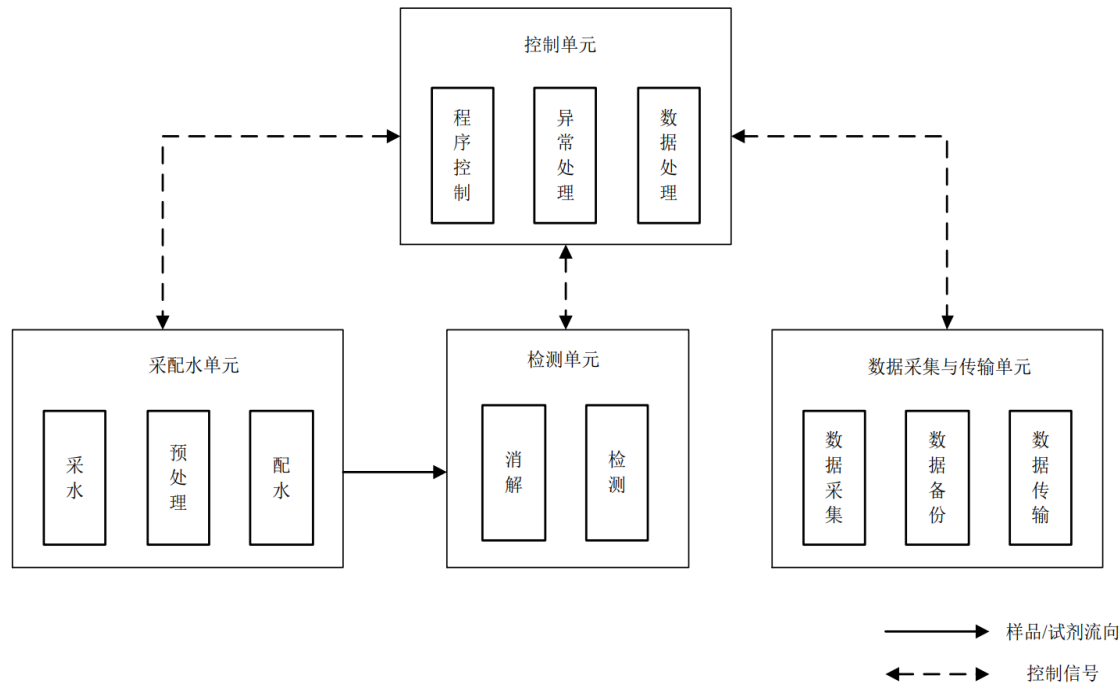 控制单元
程序控制
异常处理
数据处理
采配水单元
采水
预处理
配水
检测单元
消解
检测
数据采集与传输单元
数据采集
数据备份
数据传输
样品/试剂流向
控制信号